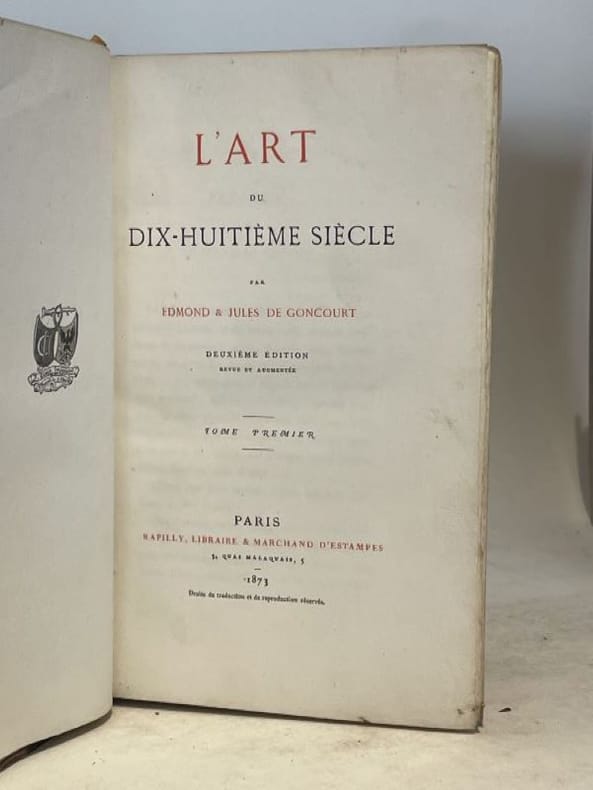 L'ART
DU
DIX-HUITIÈME SIÈCLE
PAR
EDMOND & JULES DE GONCOURT
DEUXIÈME ÉDITION
REVUE ET AUGMENTÉE
TOME PREMIER
PARIS
RAPILLY, LIBRAIRE & MARCHAND D'ESTAMPES
5, QUAI MALAQUAIS, 5
1873
Droits de traduction et de reproduction réservés.